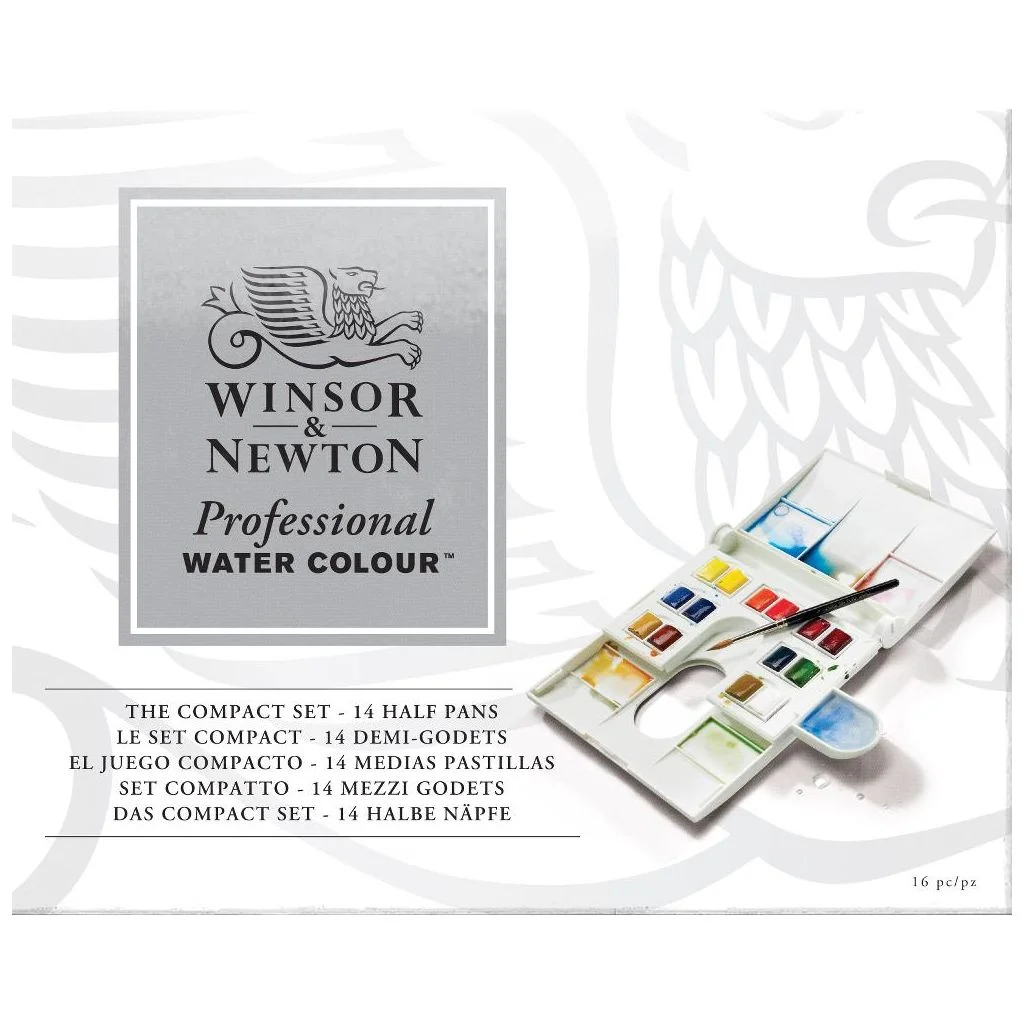 WINSOR
&
NEWTON
Professional
WATER COLOUR™
THE COMPACT SET - 14 HALF PANS
LE SET COMPACT - 14 DEMI-GODETS
EL JUEGO COMPACTO - 14 MEDIAS PASTILLAS
SET COMPATTO - 14 MEZZI GODETS
DAS COMPACT SET - 14 HALBE NÄPFE
16 pc/pz